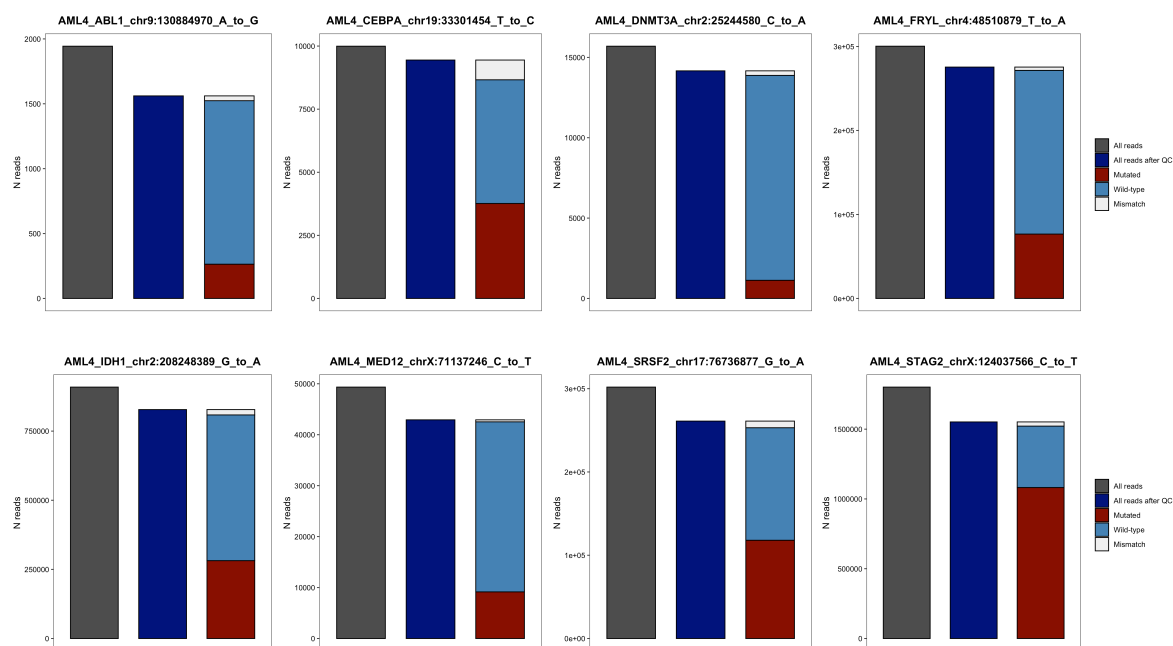 AML4_ABL1_chr9:130884970_A_to_G
N reads
2000
1500
1000
500
0
AML4_CEBPA_chr19:33301454_T_to_C
N reads
10000
7500
5000
2500
0
AML4_DNMT3A_chr2:25244580_C_to_A
N reads
15000
10000
5000
0
AML4_FRYL_chr4:48510879_T_to_A
N reads
3e+05
2e+05
1e+05
0e+00
All reads
All reads after QC
Mutated
Wild-type
Mismatch
AML4_IDH1_chr2:208248389_G_to_A
N reads
750000
500000
250000
0
AML4_MED12_chrX:71137246_C_to_T
N reads
50000
40000
30000
20000
10000
0
AML4_SRSF2_chr17:76736877_G_to_A
N reads
3e+05
2e+05
1e+05
0e+00
AML4_STAG2_chrX:124037566_C_to_T
N reads
1500000
1000000
500000
0
All reads
All reads after QC
Mutated
Wild-type
Mismatch